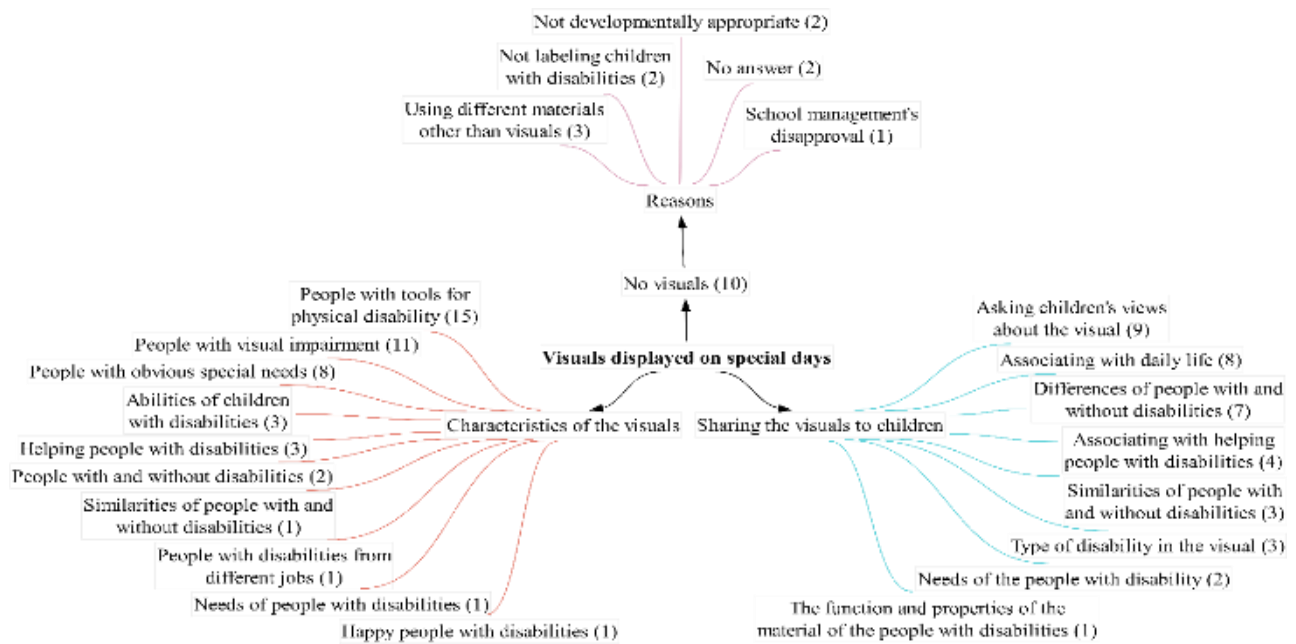 Not developmentally appropriate (2)
Not labeling children
with disabilities (2)
No answer (2)
Using different materials
other than visuals (3)
School management's
disapproval (1)
Reasons
No visuals (10)
Visuals displayed on special days
Characteristics of the visuals
People with tools for
physical disability (15)
People with visual impairment (11)
People with obvious special needs (8)
Abilities of children
with disabilities (3)
Helping people with disabilities (3)
People with and without disabilities (2)
Similarities of people with and
without disabilities (1)
People with disabilities from
different jobs (1)
Needs of people with disabilities (1)
Happy people with disabilities (1)
Sharing the visuals to children
Asking children's views
about the visual (9)
Associating with daily life (8)
Differences of people with and
without disabilities (7)
Associating with helping
people with disabilities (4)
Similarities of people with
and without disabilities (3)
Type of disability in the visual (3)
Needs of the people with disability (2)
The function and properties of the
material of the people with disabilities (1)